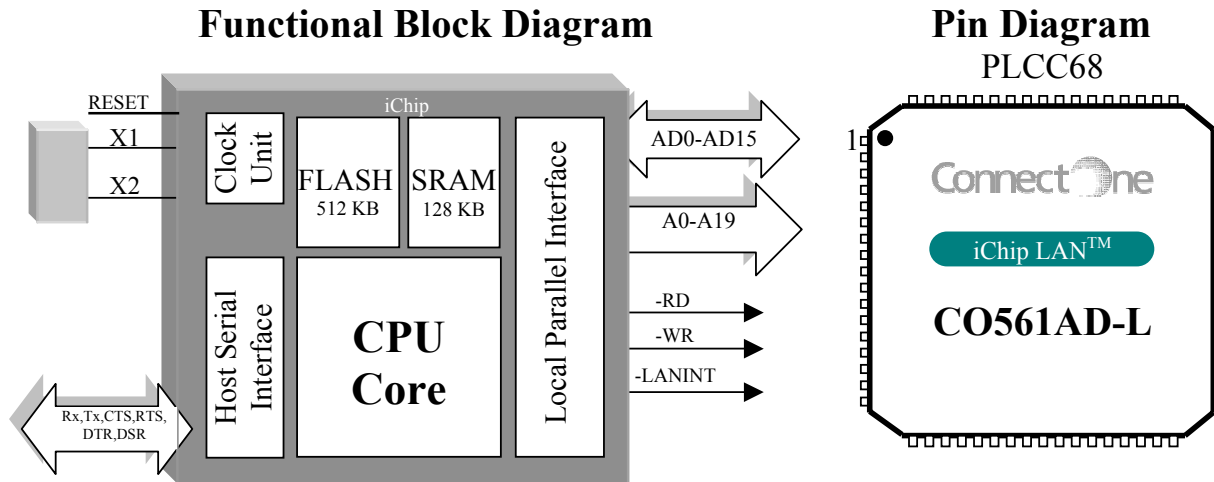 Functional Block Diagram
RESET
X1
X2
iChip
Clock
Unit
FLASH
512 KB
SRAM
128 KB
Local Parallel Interface
Host Serial
Interface
CPU
Core
AD0-AD15
A0-A19
-RD
-WR
-LANINT
Rx,Tx,CTS,RTS,
DTR,DSR
Pin Diagram
PLCC68
1
Connect One
iChip LAN™
CO561AD-L